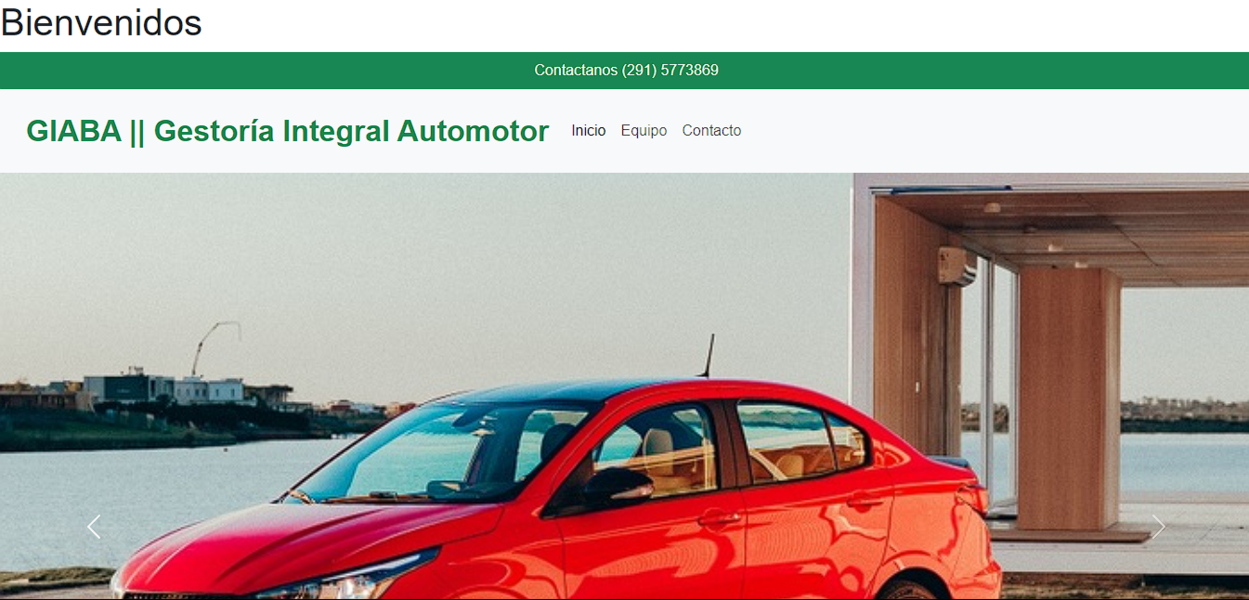 Bienvenidos
Contactanos (291) 5773869
GIABA || Gestoría Integral Automotor Inicio Equipo Contacto